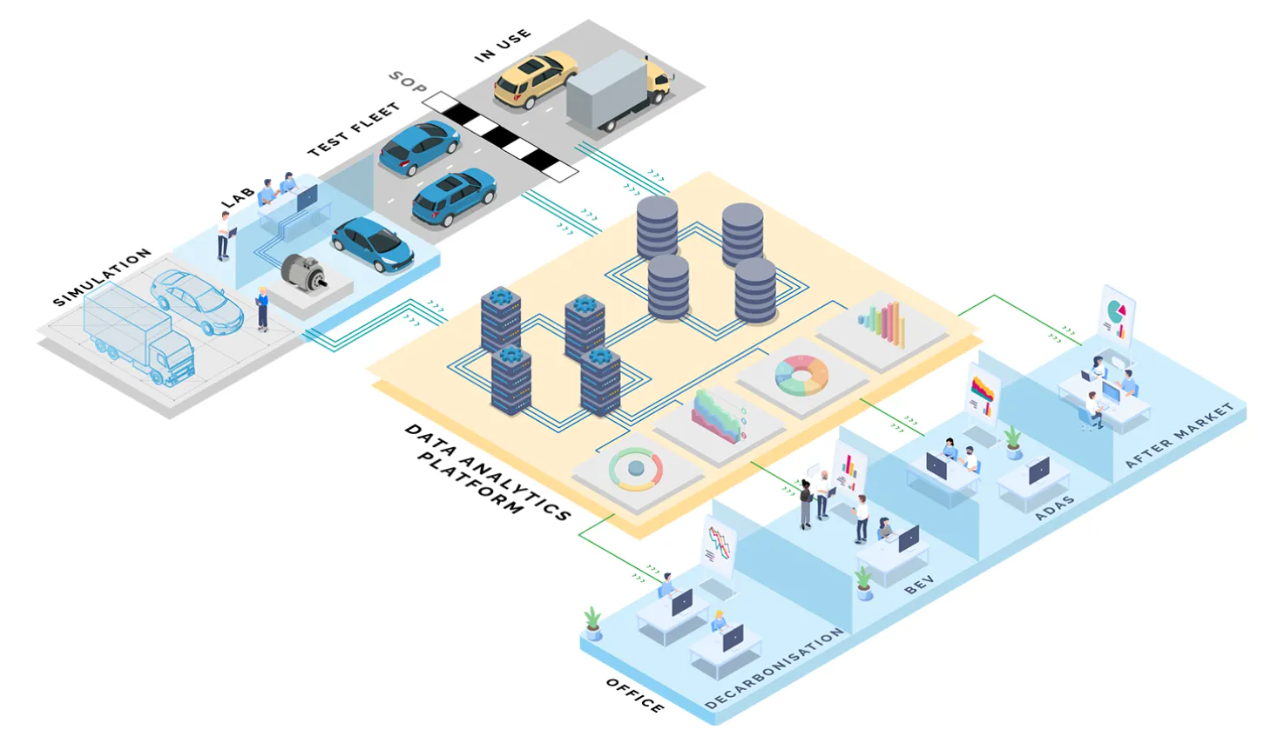 IN USE
SOP
TEST FLEET
LAB
SIMULATION
DATA ANALYTICS
PLATFORM
AFTER MARKET
ADAS
BEV
DECARBONISATION
OFFICE